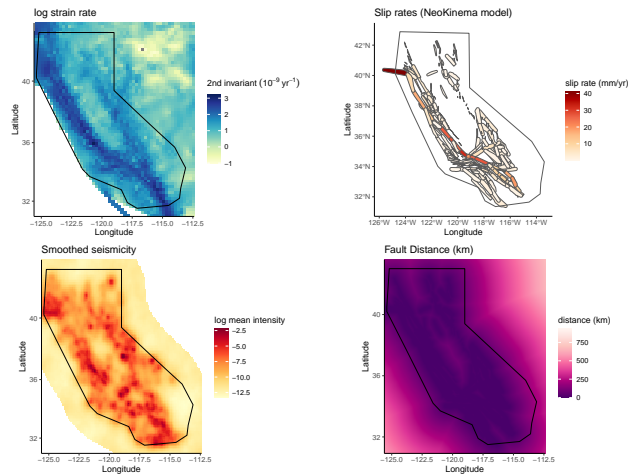 log strain rate
Latitude
40
36
32
−125.0 −122.5 −120.0 −117.5 −115.0 −112.5
Longitude
2nd invariant (10⁻⁹ yr⁻¹)
3
2
1
0
−1
Slip rates (NeoKinema model)
Latitude
42°N
40°N
38°N
36°N
34°N
32°N
126°W 124°W 122°W 120°W 118°W 116°W 114°W
Longitude
slip rate (mm/yr)
40
30
20
10
Smoothed seismicity
Latitude
40
36
32
−125.0 −122.5 −120.0 −117.5 −115.0 −112.5
Longitude
log mean intensity
−2.5
−5.0
−7.5
−10.0
−12.5
Fault Distance (km)
Latitude
40
36
32
−125.0 −122.5 −120.0 −117.5 −115.0 −112.5
Longitude
distance (km)
750
500
250
0